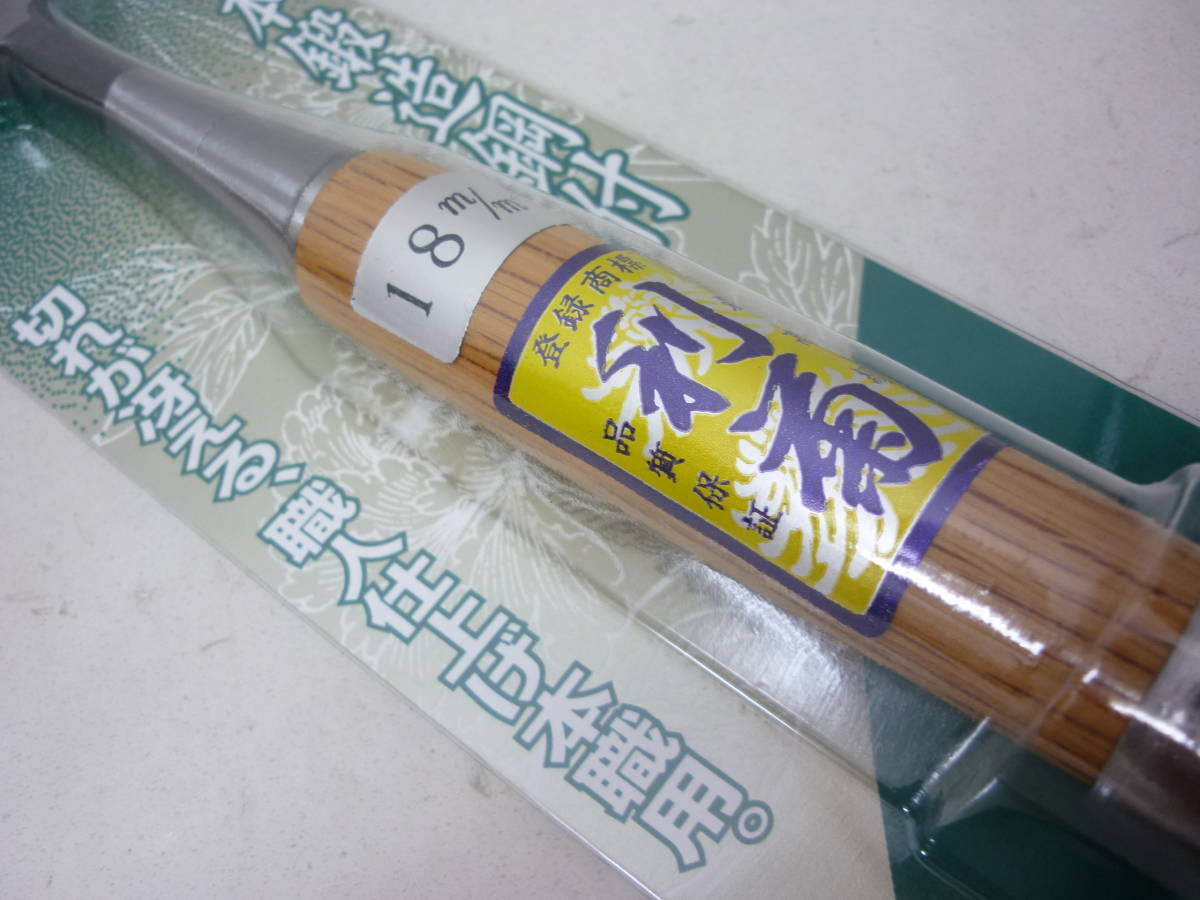 本鍛造鋼付
18 m/m
登録商標
利菊
品質保証
切れが冴える、職人仕上げ本職用。